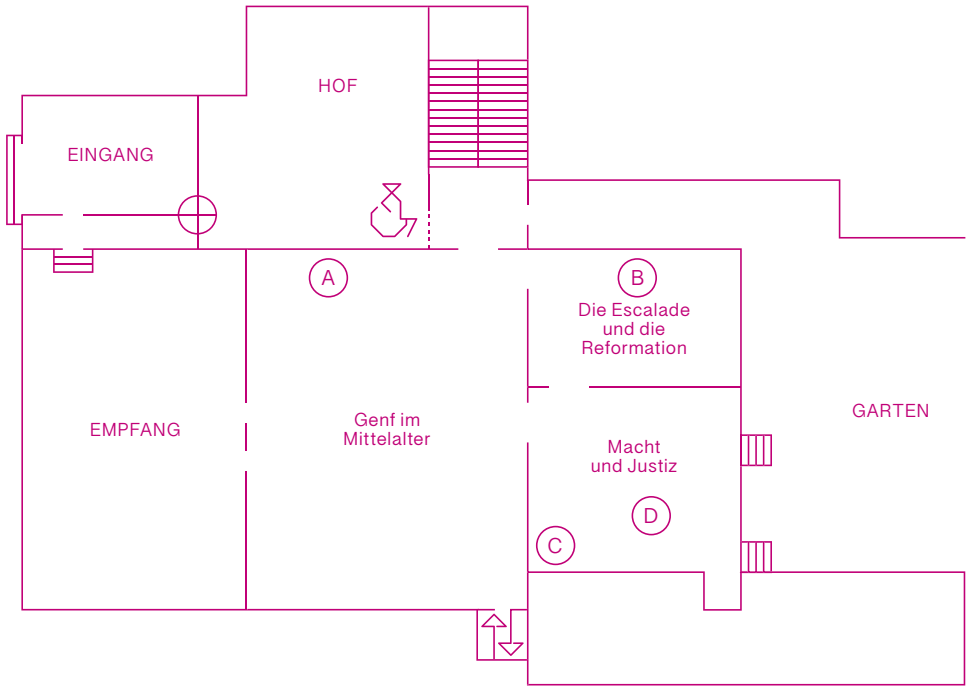 HOF
EINGANG
A
B
Die Escalade
und die
Reformation
EMPFANG
Genf im
Mittelalter
GARTEN
Macht
und Justiz
D
C